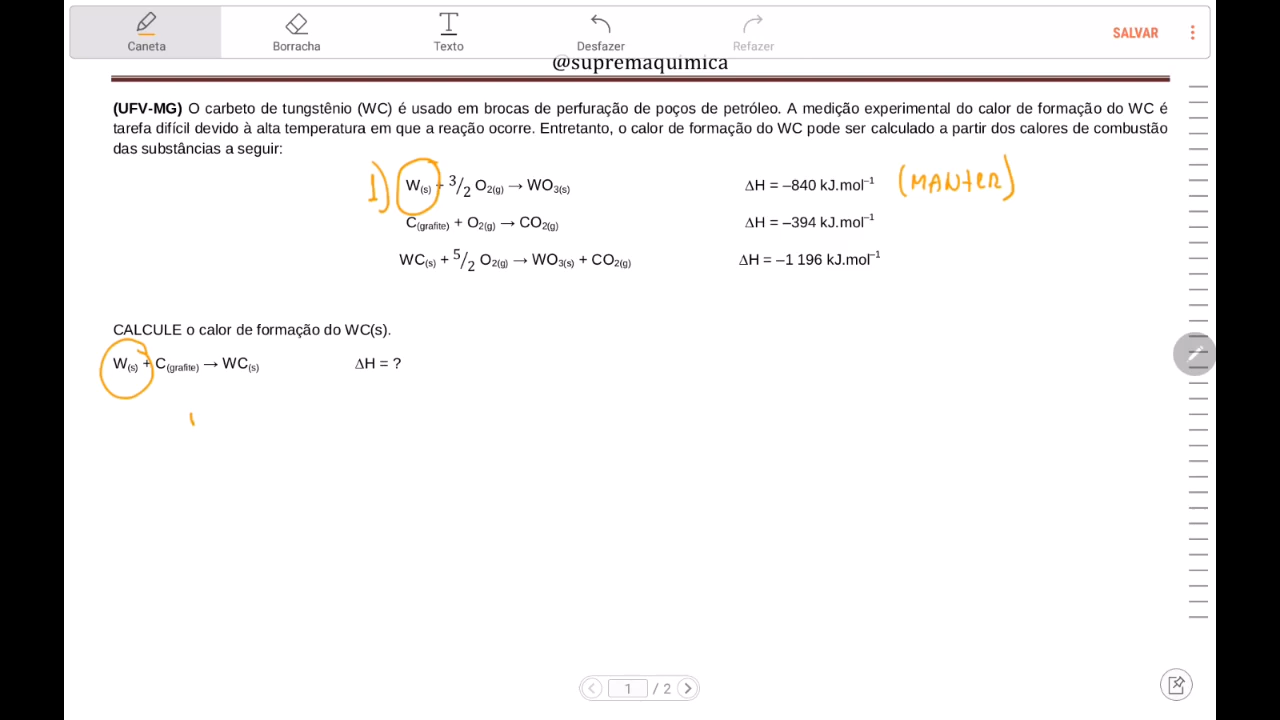 Caneta Borracha Texto Desfazer Refazer SALVAR
@supremaquimica
(UFV-MG) O carbeto de tungstênio (WC) é usado em brocas de perfuração de poços de petróleo. A medição experimental do calor de formação do WC é
tarefa difícil devido à alta temperatura em que a reação ocorre. Entretanto, o calor de formação do WC pode ser calculado a partir dos calores de combustão
das substâncias a seguir:
I) W(s) + 3/2 O2(g) → WO3(s) ΔH = –840 kJ.mol–1 (MANTER)
C(grafite) + O2(g) → CO2(g) ΔH = –394 kJ.mol–1
WC(s) + 5/2 O2(g) → WO3(s) + CO2(g) ΔH = –1 196 kJ.mol–1
CALCULE o calor de formação do WC(s).
W(s) + C(grafite) → WC(s) ΔH = ?
1 / 2